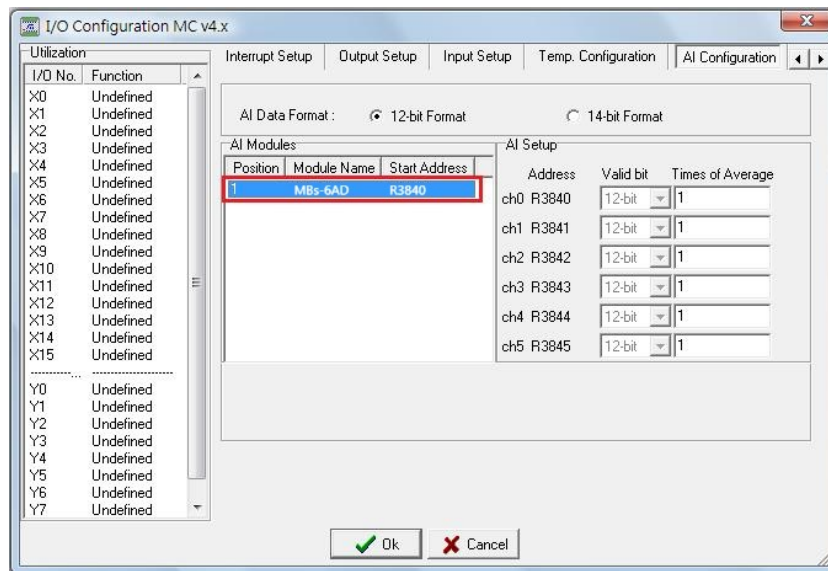 I/O Configuration MC v4.x
Utilization
I/O No. Function
X0 Undefined
X1 Undefined
X2 Undefined
X3 Undefined
X4 Undefined
X5 Undefined
X6 Undefined
X7 Undefined
X8 Undefined
X9 Undefined
X10 Undefined
X11 Undefined
X12 Undefined
X13 Undefined
X14 Undefined
X15 Undefined
Y0 Undefined
Y1 Undefined
Y2 Undefined
Y3 Undefined
Y4 Undefined
Y5 Undefined
Y6 Undefined
Y7 Undefined
Interrupt Setup Output Setup Input Setup Temp. Configuration AI Configuration
AI Data Format : 12-bit Format 14-bit Format
AI Modules
Position Module Name Start Address
1 MBs-6AD R3840
AI Setup
Address Valid bit Times of Average
ch0 R3840 12-bit 1
ch1 R3841 12-bit 1
ch2 R3842 12-bit 1
ch3 R3843 12-bit 1
ch4 R3844 12-bit 1
ch5 R3845 12-bit 1
Ok Cancel